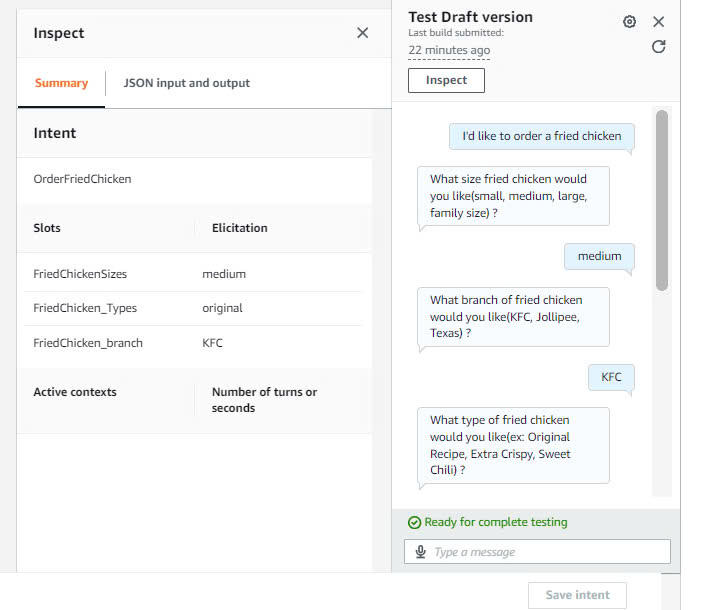 Inspect
Summary
JSON input and output
Intent
OrderFriedChicken
Slots
Elicitation
FriedChickenSizes
medium
FriedChicken_Types
original
FriedChicken_branch
KFC
Active contexts
Number of turns or
seconds
Test Draft version
Last build submitted:
22 minutes ago
Inspect
I'd like to order a fried chicken
What size fried chicken would
you like(small, medium, large,
family size) ?
medium
What branch of fried chicken
would you like(KFC, Jollipee,
Texas) ?
KFC
What type of fried chicken
would you like(ex: Original
Recipe, Extra Crispy, Sweet
Chili) ?
Ready for complete testing
Type a message
Save intent